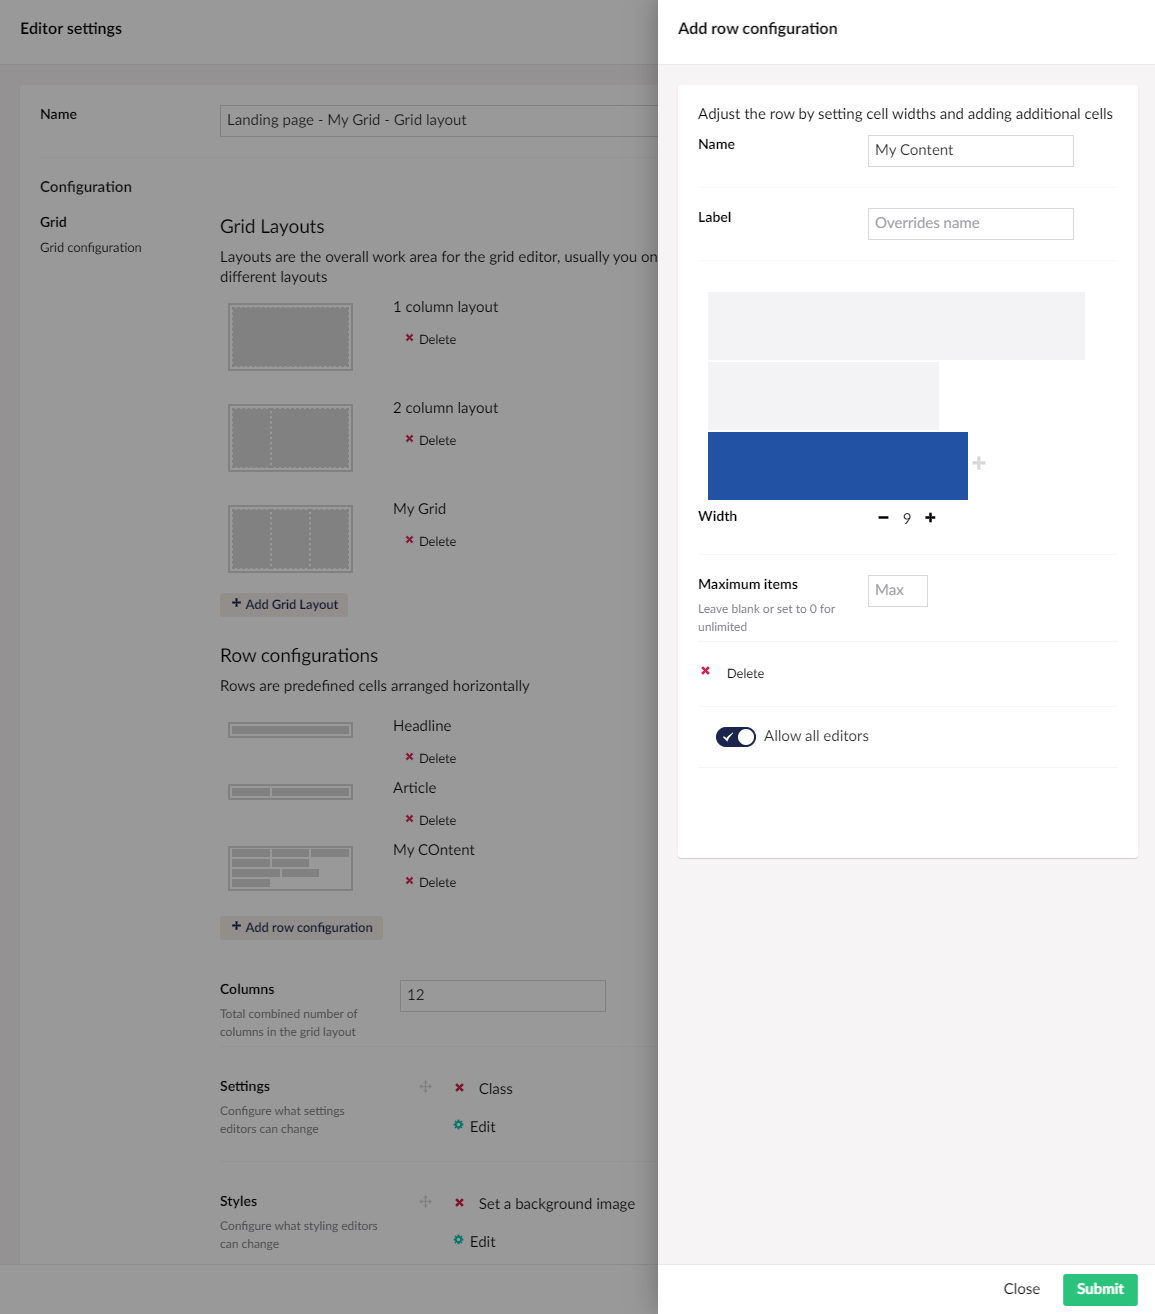 Editor settings
Name
Landing page - My Grid - Grid layout
Configuration
Grid
Grid configuration
Grid Layouts
Layouts are the overall work area for the grid editor, usually you on
different layouts
1 column layout
Delete
2 column layout
Delete
My Grid
Delete
+ Add Grid Layout
Row configurations
Rows are predefined cells arranged horizontally
Headline
Delete
Article
Delete
My COntent
Delete
+ Add row configuration
Columns
Total combined number of
columns in the grid layout
12
Settings
Configure what settings
editors can change
Class
Edit
Styles
Configure what styling editors
can change
Set a background image
Edit
Add row configuration
Adjust the row by setting cell widths and adding additional cells
Name
My Content
Label
Overrides name
Width
9
Maximum items
Leave blank or set to 0 for
unlimited
Max
Delete
Allow all editors
Close
Submit